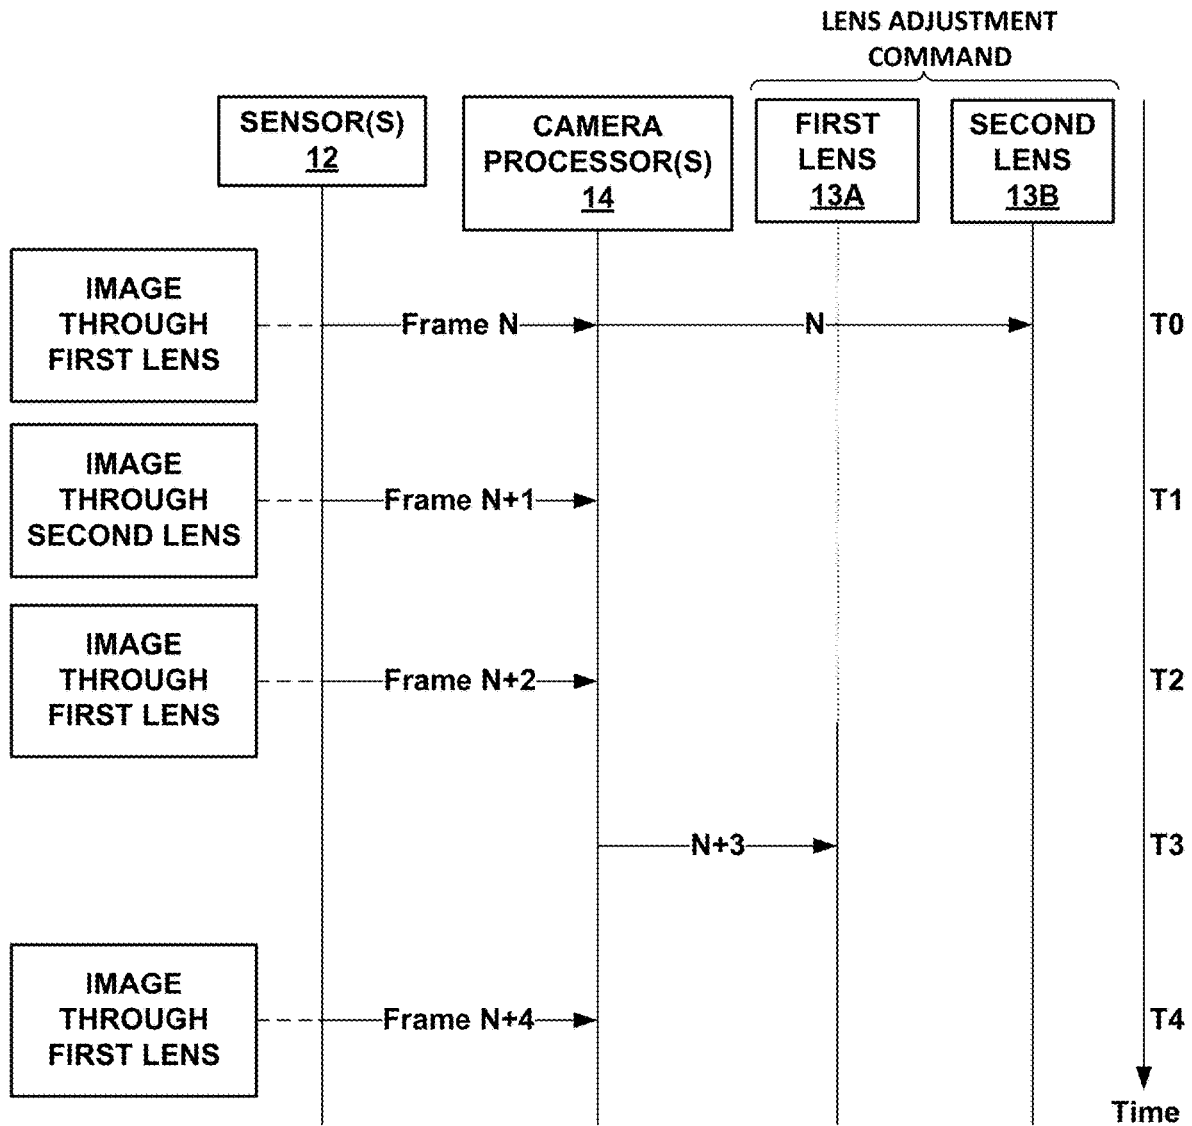 LENS ADJUSTMENT
COMMAND
SENSOR(S)
12
CAMERA
PROCESSOR(S)
14
FIRST
LENS
13A
SECOND
LENS
13B
IMAGE
THROUGH
FIRST LENS
Frame N
N
T0
IMAGE
THROUGH
SECOND LENS
Frame N+1
T1
IMAGE
THROUGH
FIRST LENS
Frame N+2
T2
N+3
T3
IMAGE
THROUGH
FIRST LENS
Frame N+4
T4
Time